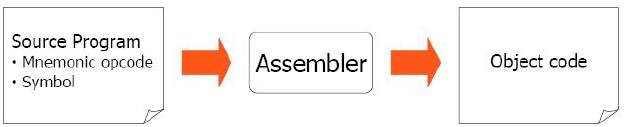 Source Program
• Mnemonic opcode
• Symbol
Assembler
Object code